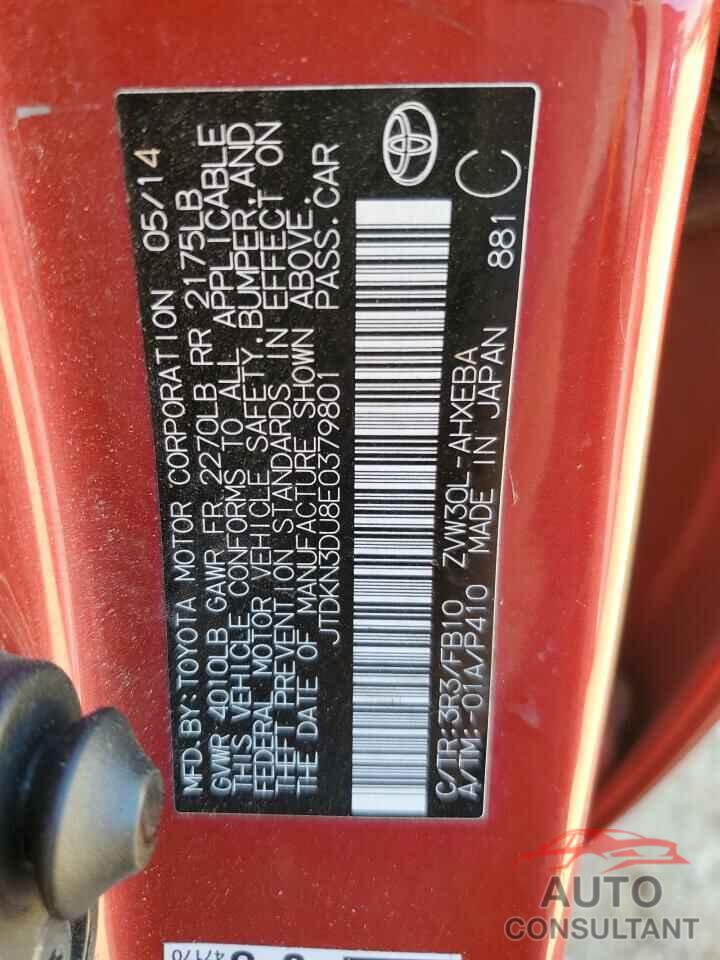 MFD.BY:TOYOTA MOTOR CORPORATION 05/14
GVWR 4010LB GAWR FR 2270LB RR 2175LB
THIS VEHICLE CONFORMS TO ALL APPLICABLE
FEDERAL MOTOR VEHICLE SAFETY,BUMPER,AND
THEFT PREVENTION STANDARDS IN EFFECT ON
THE DATE OF MANUFACTURE SHOWN ABOVE.
JTDKN3DU8E0379801 PASS.CAR
C/TR:3R3/FB10 ZVW30L-AHXEBA
A/TM:-01A/P410 MADE IN JAPAN 881
C
47170
AUTO
CONSULTANT